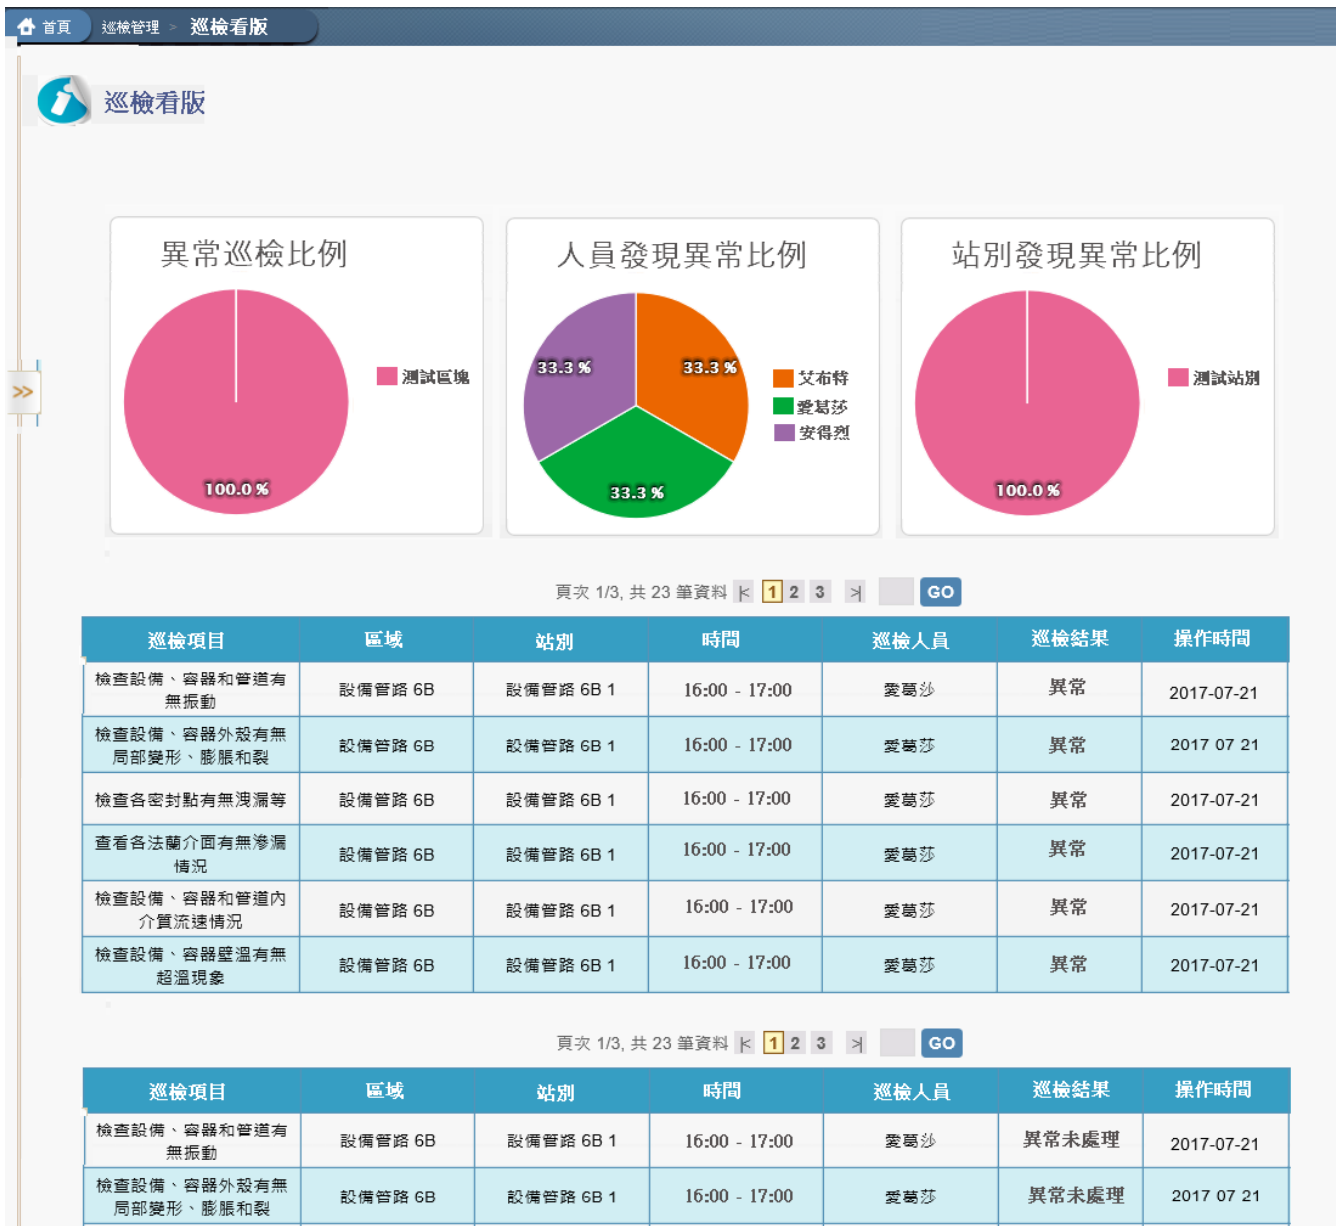 首頁 巡檢管理 > 巡檢看版
巡檢看版
異常巡檢比例
測試區塊
100.0 %
人員發現異常比例
33.3 %
33.3 %
33.3 %
艾布特
愛葛莎
安得烈
站別發現異常比例
測試站別
100.0 %
頁次 1/3, 共 23 筆資料 |< 1 2 3 >| GO
巡檢項目 區域 站別 時間 巡檢人員 巡檢結果 操作時間
檢查設備、容器和管道有
無振動
設備管路 6B 設備管路 6B 1 16:00 - 17:00 愛葛莎 異常 2017-07-21
檢查設備、容器外殼有無
局部變形、膨脹和裂
設備管路 6B 設備管路 6B 1 16:00 - 17:00 愛葛莎 異常 2017 07 21
檢查各密封點有無洩漏等 設備管路 6B 設備管路 6B 1 16:00 - 17:00 愛葛莎 異常 2017-07-21
查看各法蘭介面有無滲漏
情況
設備管路 6B 設備管路 6B 1 16:00 - 17:00 愛葛莎 異常 2017-07-21
檢查設備、容器和管道內
介質流速情況
設備管路 6B 設備管路 6B 1 16:00 - 17:00 愛葛莎 異常 2017-07-21
檢查設備、容器壁溫有無
超溫現象
設備管路 6B 設備管路 6B 1 16:00 - 17:00 愛葛莎 異常 2017-07-21
頁次 1/3, 共 23 筆資料 |< 1 2 3 >| GO
巡檢項目 區域 站別 時間 巡檢人員 巡檢結果 操作時間
檢查設備、容器和管道有
無振動
設備管路 6B 設備管路 6B 1 16:00 - 17:00 愛葛莎 異常未處理 2017-07-21
檢查設備、容器外殼有無
局部變形、膨脹和裂
設備管路 6B 設備管路 6B 1 16:00 - 17:00 愛葛莎 異常未處理 2017 07 21